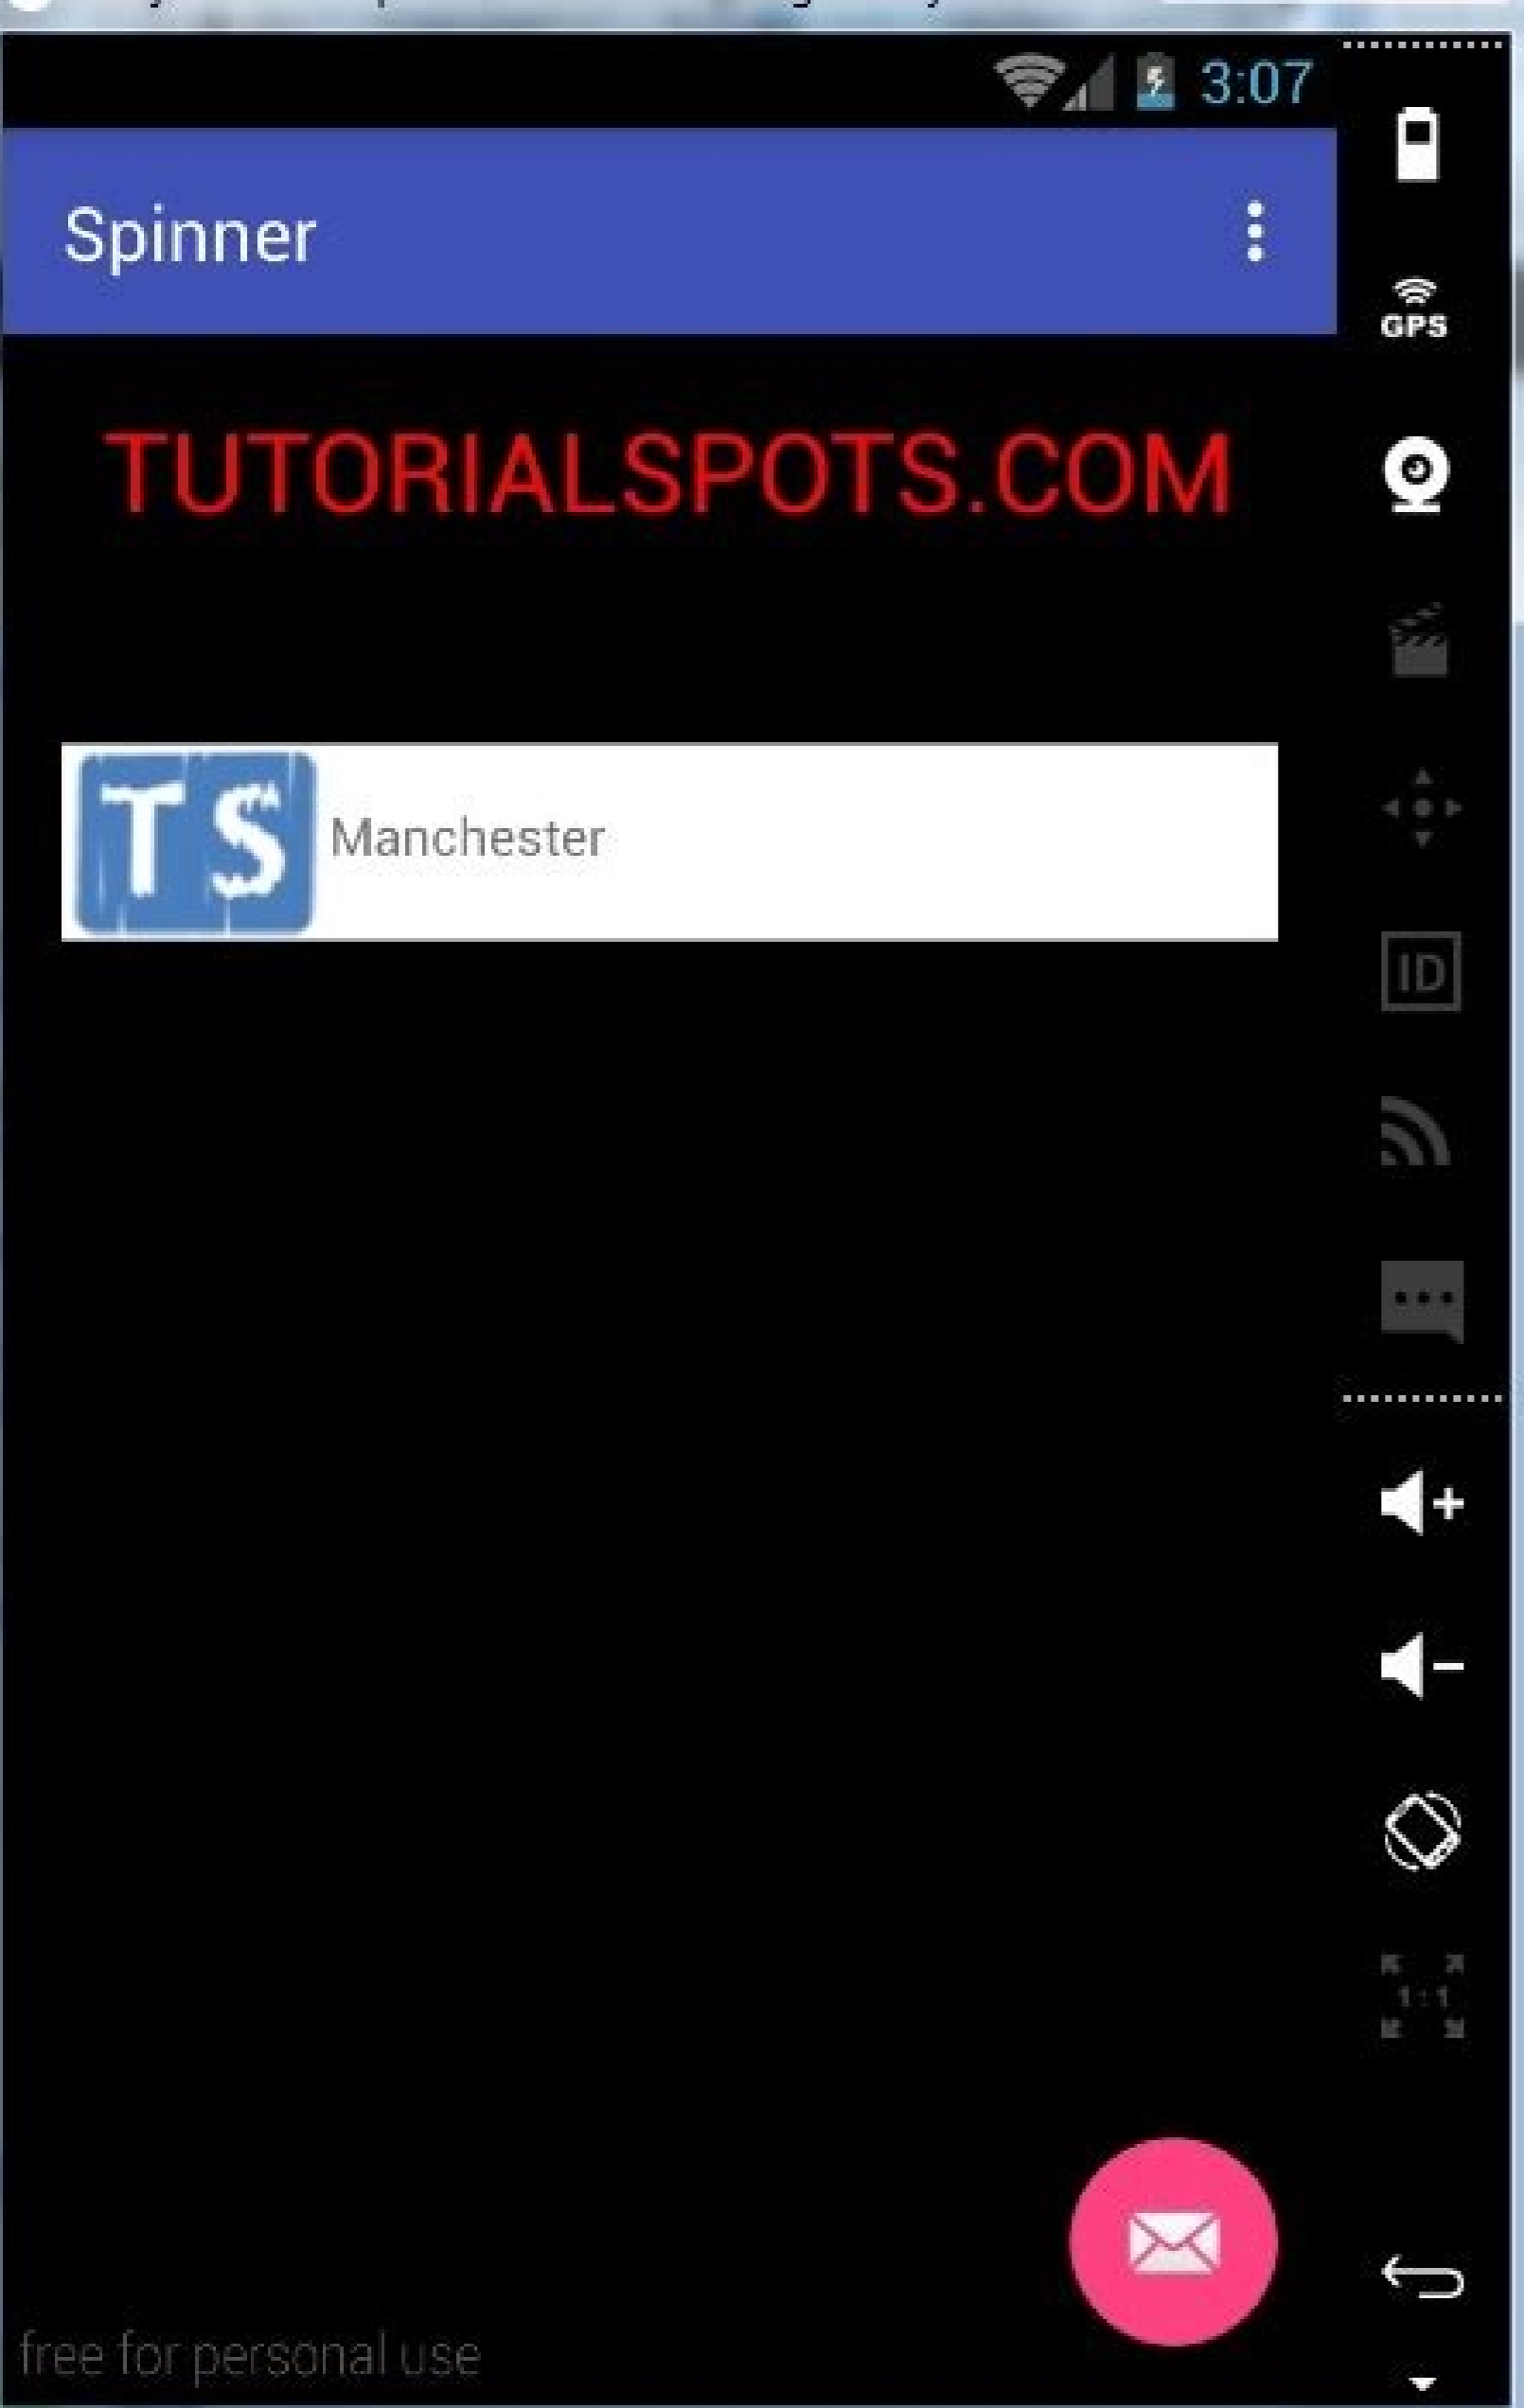 3:07
Spinner
GPS
TUTORIALSPOTS.COM
TS
Manchester
ID
1:1
free for personal use